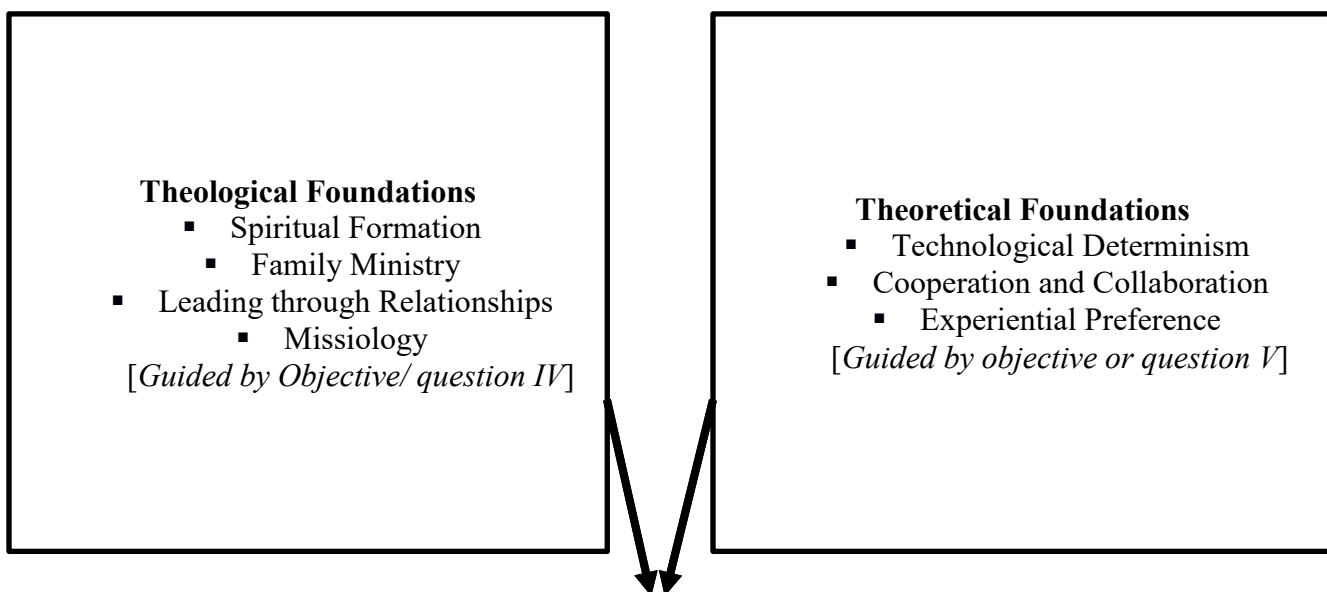 Theological Foundations
▪ Spiritual Formation
▪ Family Ministry
▪ Leading through Relationships
▪ Missiology
[Guided by Objective/ question IV]
Theoretical Foundations
▪ Technological Determinism
▪ Cooperation and Collaboration
▪ Experiential Preference
[Guided by objective or question V]